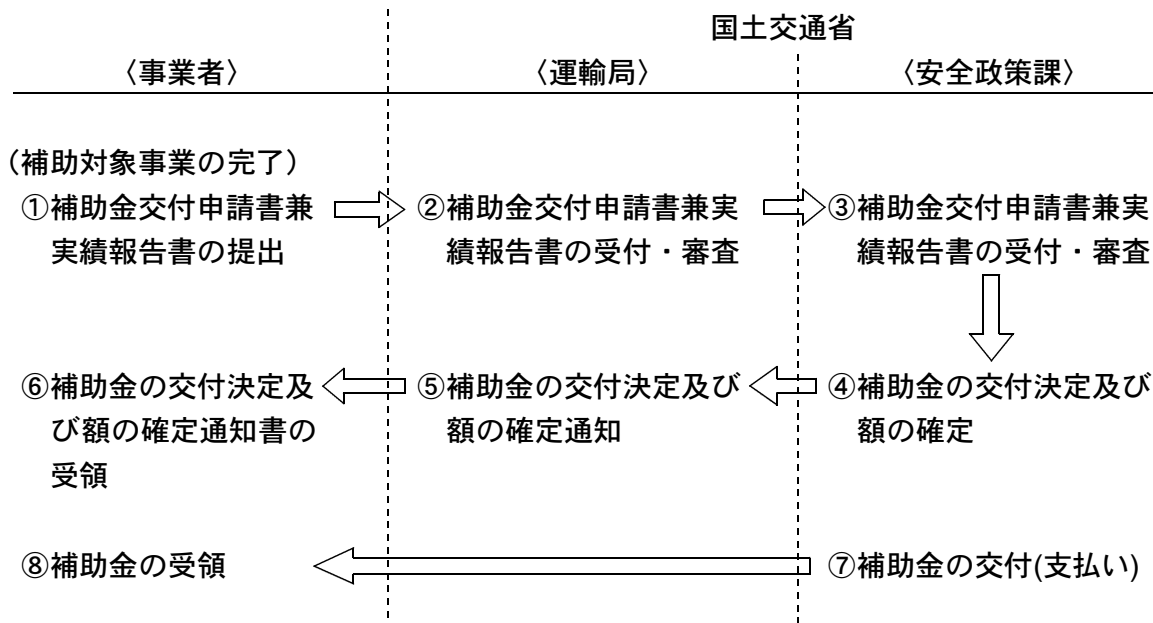 国土交通省
〈事業者〉
〈運輸局〉
〈安全政策課〉
(補助対象事業の完了)
①補助金交付申請書兼
実績報告書の提出
②補助金交付申請書兼実
績報告書の受付・審査
③補助金交付申請書兼実
績報告書の受付・審査
④補助金の交付決定及び
額の確定
⑤補助金の交付決定及び
額の確定通知
⑥補助金の交付決定及
び額の確定通知書の
受領
⑦補助金の交付(支払い)
⑧補助金の受領